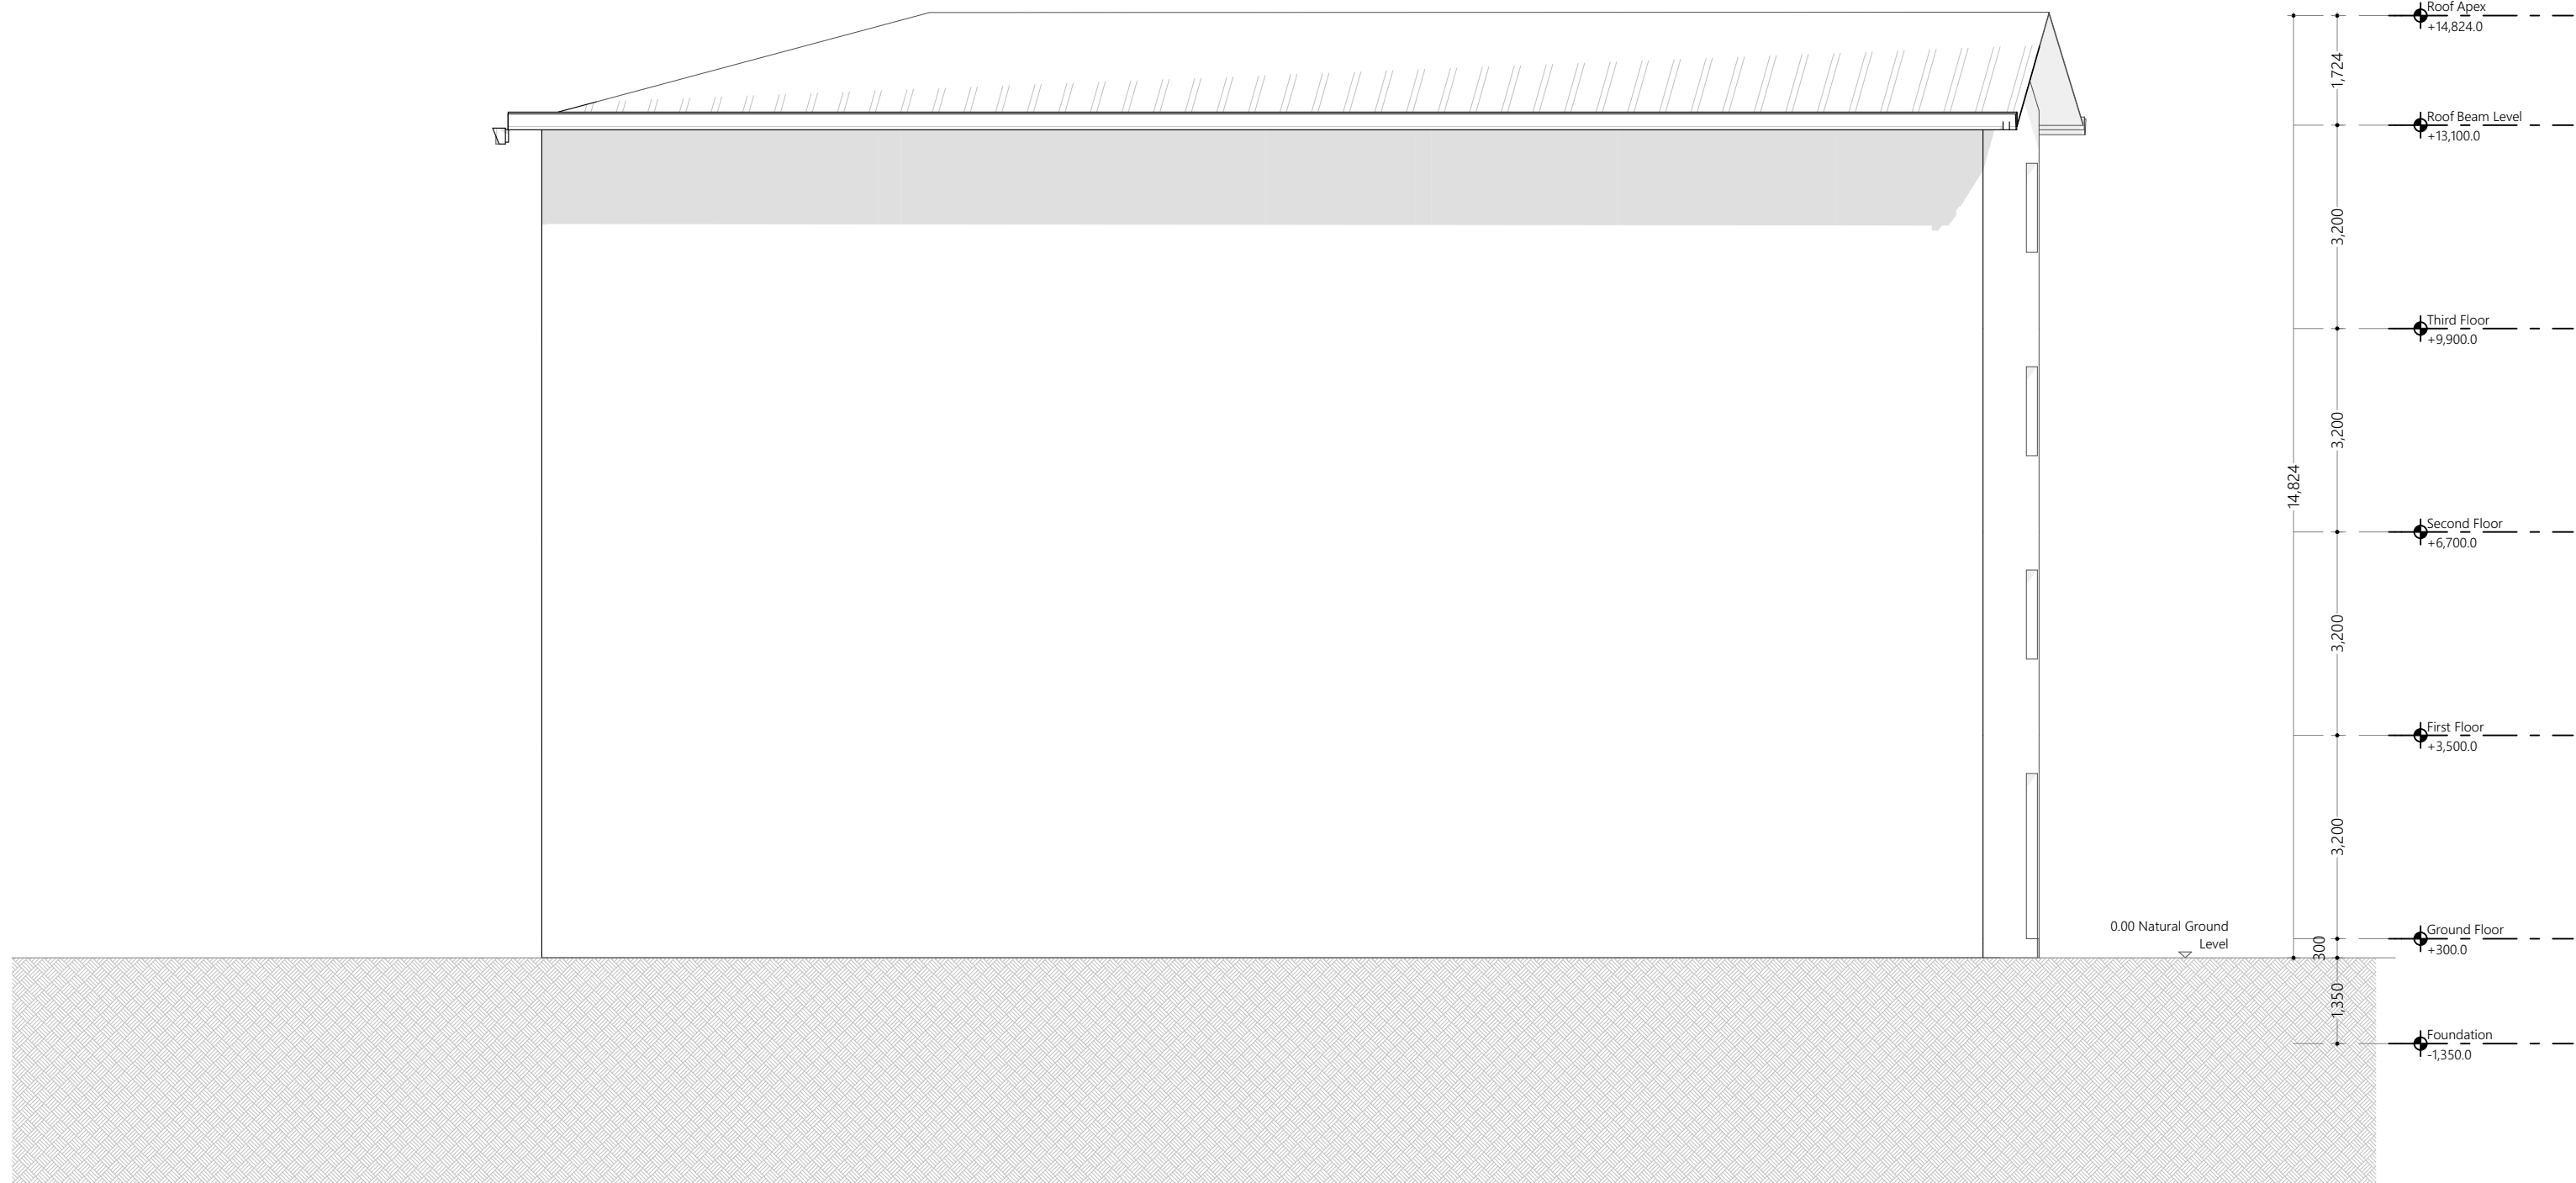 Roof Apex
+14,824.0
1,724
Roof Beam Level
+13,100.0
3,200
Third Floor
+9,900.0
3,200
14,824
Second Floor
+6,700.0
3,200
First Floor
+3,500.0
3,200
0.00 Natural Ground
Level
300
Ground Floor
+300.0
1,350
Foundation
-1,350.0